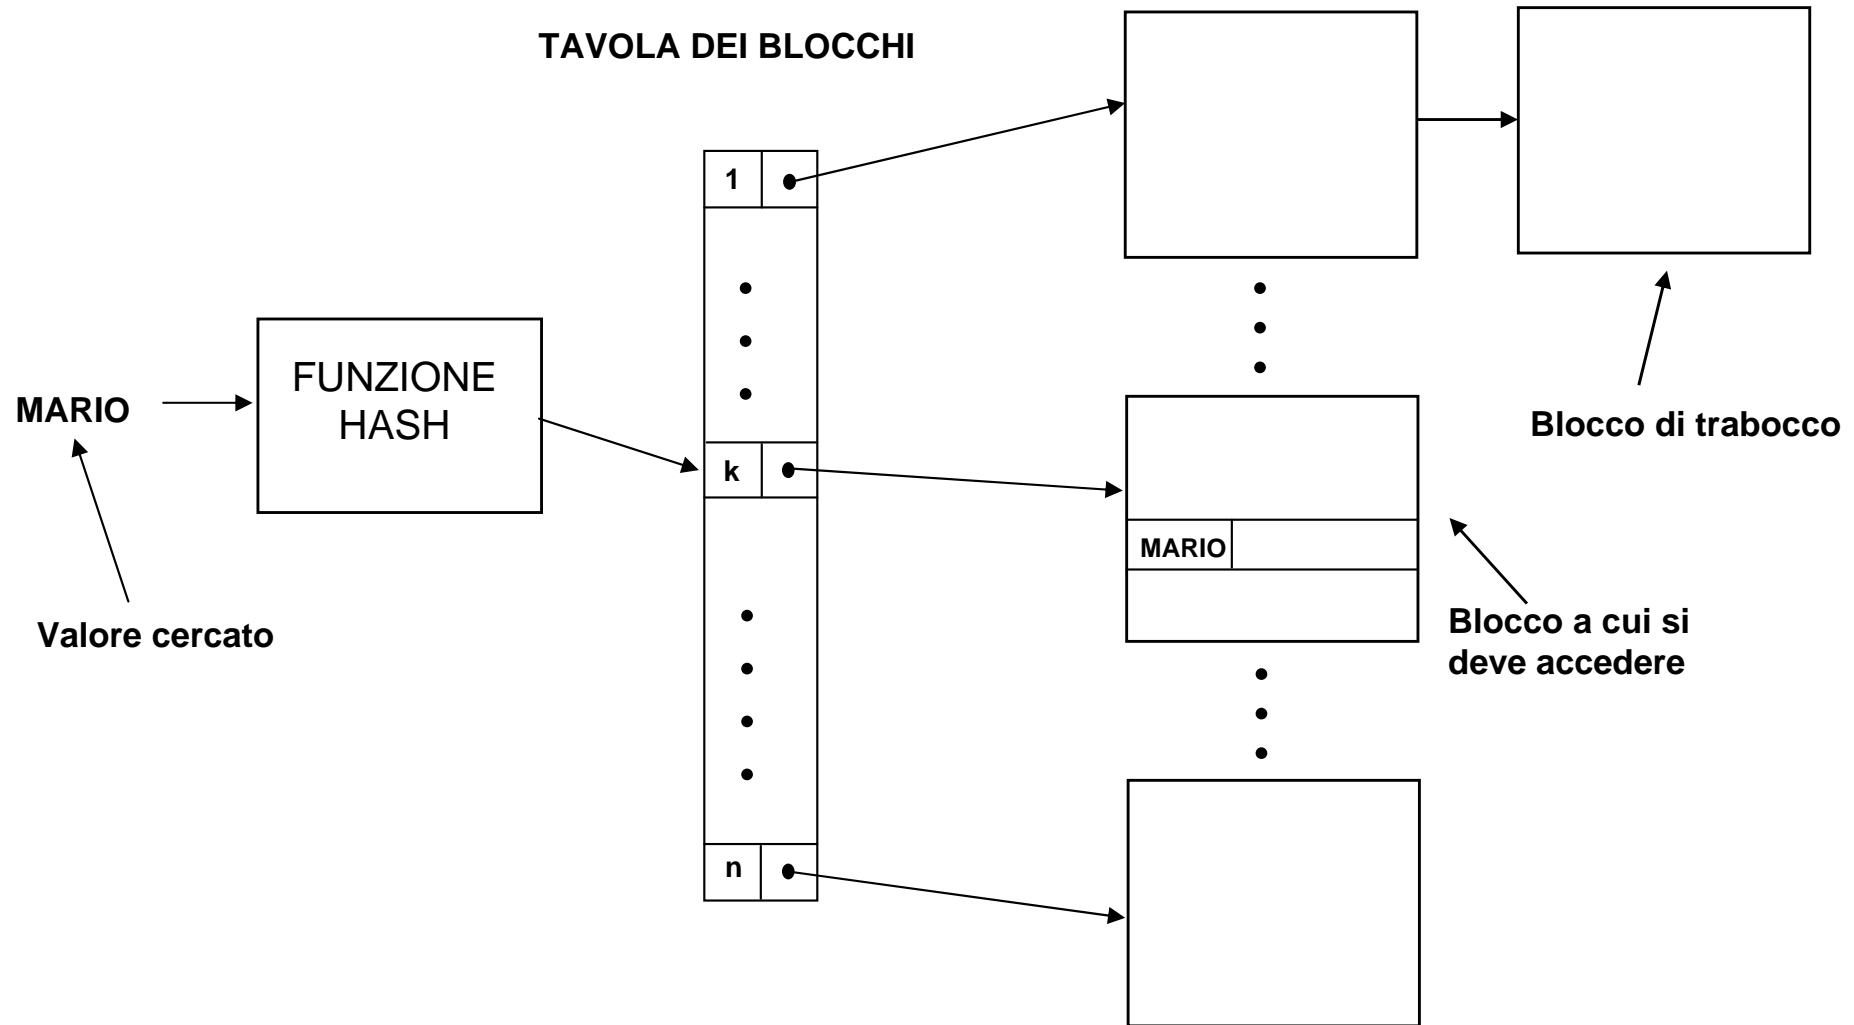 TAVOLA DEI BLOCCHI
1
FUNZIONE
HASH
MARIO
Blocco di trabocco
k
MARIO
Valore cercato
Blocco a cui si
deve accedere
n